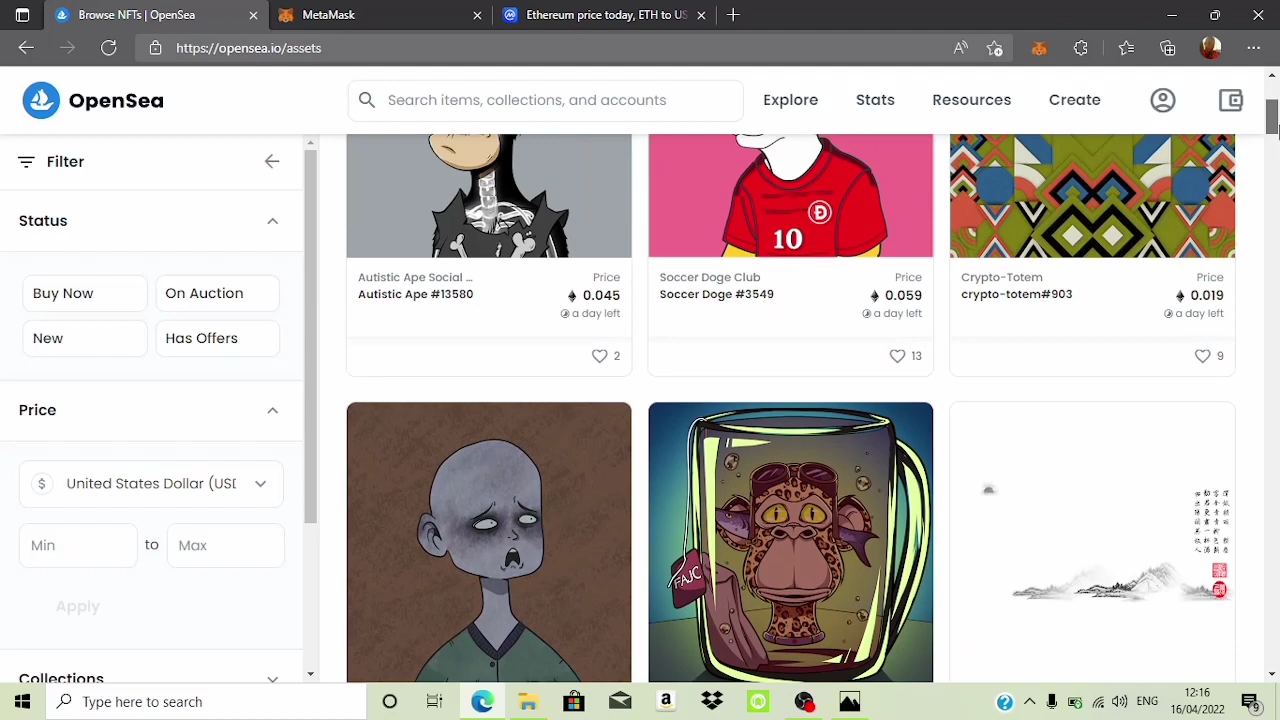 Browse NFTs | OpenSea
MetaMask
Ethereum price today, ETH to US
https://opensea.io/assets
OpenSea
Search items, collections, and accounts
Explore
Stats
Resources
Create
Filter
Status
Buy Now
On Auction
New
Has Offers
Price
$ United States Dollar (USD
Min
to
Max
Apply
Collections
10
Autistic Ape Social ...
Price
Autistic Ape #13580
0.045
a day left
2
Soccer Doge Club
Price
Soccer Doge #3549
0.059
a day left
13
Crypto-Totem
Price
crypto-totem#903
0.019
a day left
9
FAJC
Type here to search
ENG
12:16
16/04/2022
9